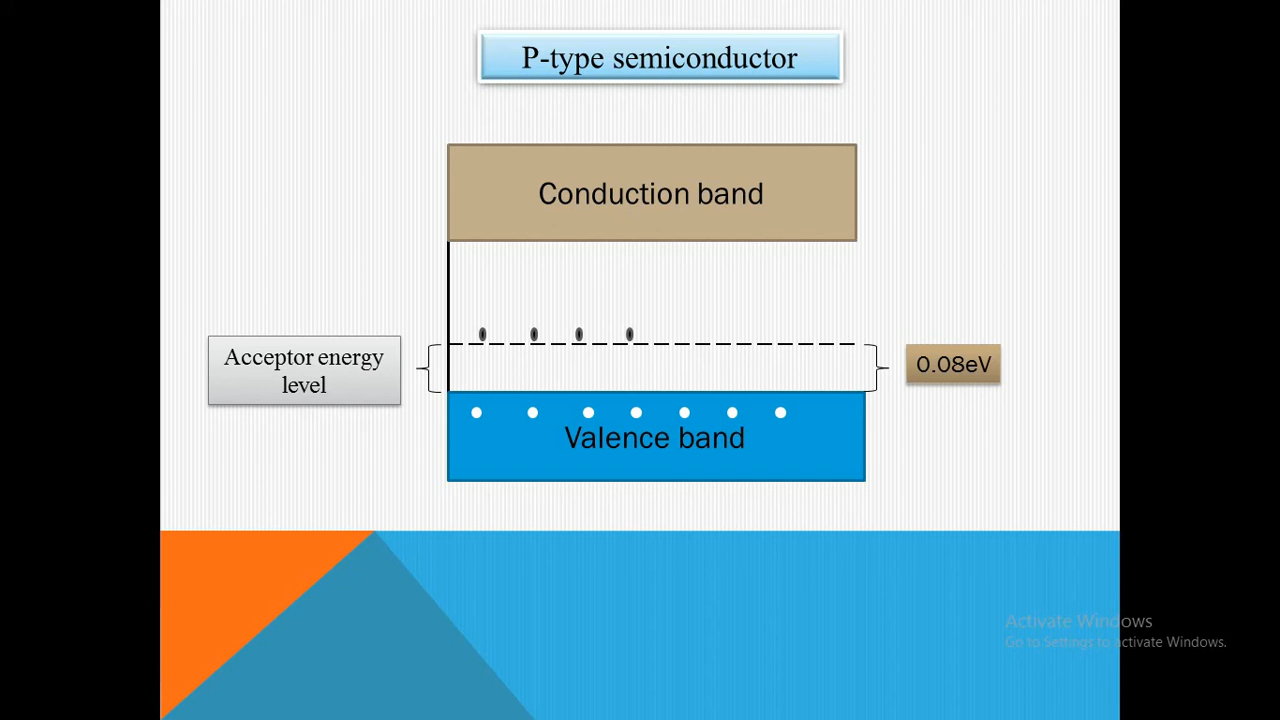 P-type semiconductor
Conduction band
Acceptor energy
level
0.08eV
Valence band
Activate Windows
Go to Settings to activate Windows.